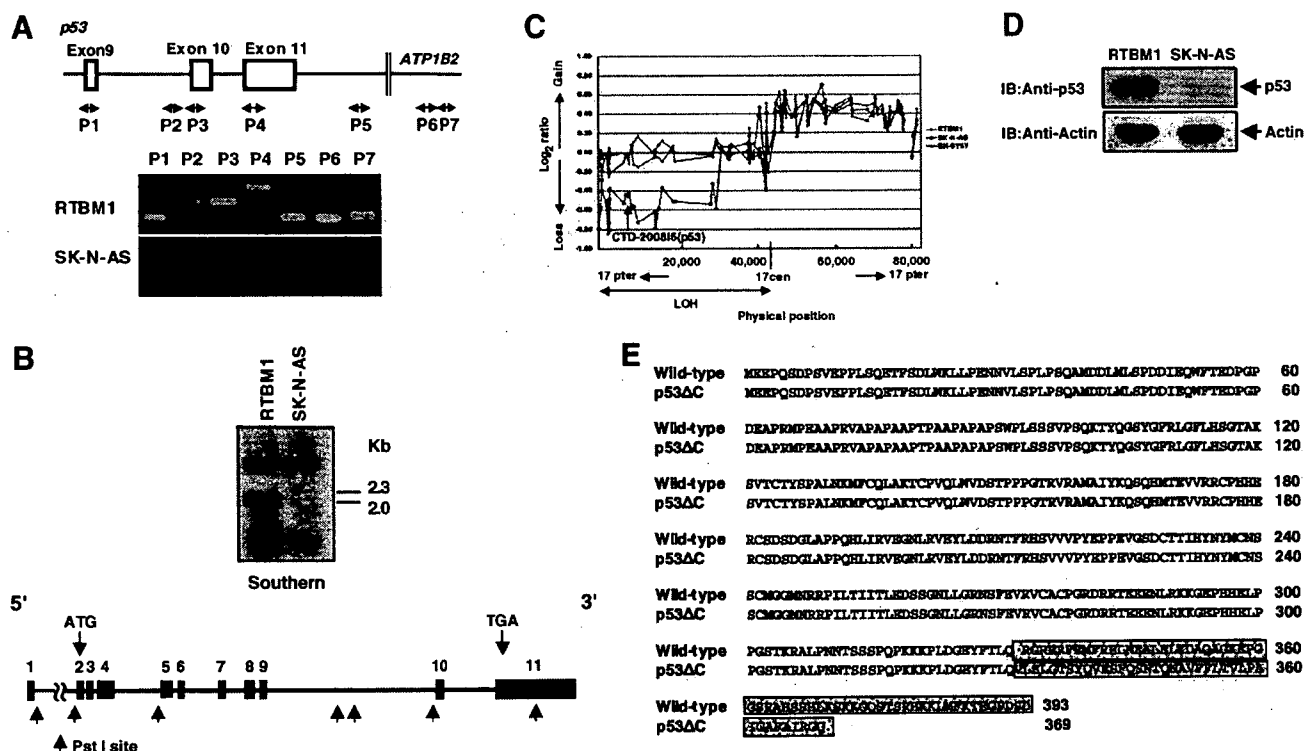 A
p53
Exon9 Exon 10 Exon 11
ATP1B2
P1 P2 P3 P4 P5 P6 P7
P1 P2 P3 P4 P5 P6 P7
RTBM1
SK-N-AS
B
RTBM1
SK-N-AS
Kb
2.3
2.0
Southern
5'
3'
ATG
TGA
1 2 3 4 5 6 7 8 9 10 11
Pst I site
C
Gain
Log2 ratio
Loss
RTBM1
CTD-2008I5(p53)
20,000 40,000 60,000 80,000
17 pter 17cen 17 pter
LOH
Physical position
D
RTBM1 SK-N-AS
IB:Anti-p53
p53
IB:Anti-Actin
Actin
E
Wild-type MEEPQSDPSVEPPLSQETFSDLWKLLPENNVLSPLPSQAMDDLMLSPDDIEQWFTEDPGP 60
p53ΔC MEEPQSDPSVEPPLSQETFSDLWKLLPENNVLSPLPSQAMDDLMLSPDDIEQWFTEDPGP 60
Wild-type DEAPRMPEAAPRVAPAPAAPTPAAPAPAPSWPLSSSVPSQKTYQGSYGFRLGFLHSGTAK 120
p53ΔC DEAPRMPEAAPRVAPAPAAPTPAAPAPAPSWPLSSSVPSQKTYQGSYGFRLGFLHSGTAK 120
Wild-type SVTCTYSPALNKMFCQLAKTCPVQLWVDSTPPPGTRVRAMAIYKQSQHMTEVVRRCPHHE 180
p53ΔC SVTCTYSPALNKMFCQLAKTCPVQLWVDSTPPPGTRVRAMAIYKQSQHMTEVVRRCPHHE 180
Wild-type RCSDSDGLAPPQHLIRVEGNLRVEYLDDRNTFRHSVVVPYEPPEVGSDCTTIHYNYMCNS 240
p53ΔC RCSDSDGLAPPQHLIRVEGNLRVEYLDDRNTFRHSVVVPYEPPEVGSDCTTIHYNYMCNS 240
Wild-type SCMGGMNRRPILTIITLEDSSGNLLGRNSFEVRVCACPGRDRRTEEENLRKKGEPHHELP 300
p53ΔC SCMGGMNRRPILTIITLEDSSGNLLGRNSFEVRVCACPGRDRRTEEENLRKKGEPHHELP 300
Wild-type PGSTKRALPNNTSSSPQPKKKPLDGEYFTLQ 360
p53ΔC PGSTKRALPNNTSSSPQPKKKPLDGEYFTLQ 360
Wild-type 393
p53ΔC 369